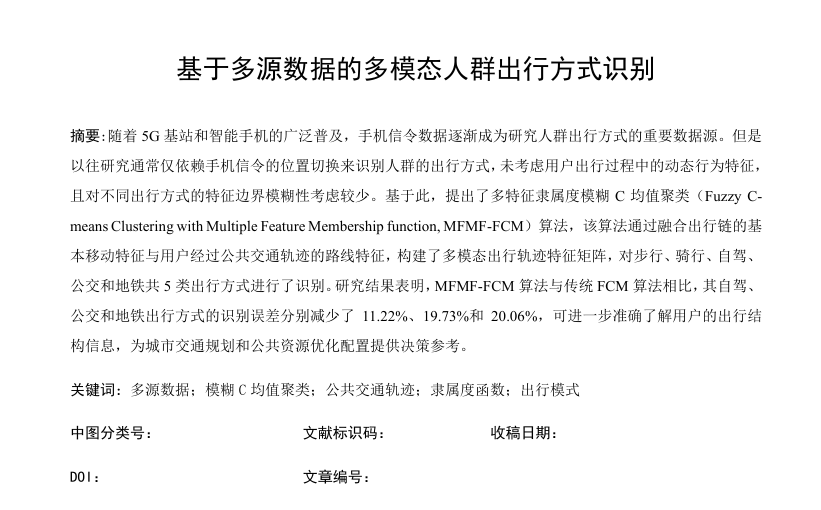 基于多源数据的多模态人群出行方式识别
摘要:随着 5G 基站和智能手机的广泛普及，手机信令数据逐渐成为研究人群出行方式的重要数据源。但是
以往研究通常仅依赖手机信令的位置切换来识别人群的出行方式，未考虑用户出行过程中的动态行为特征，
且对不同出行方式的特征边界模糊性考虑较少。基于此，提出了多特征隶属度模糊 C 均值聚类（Fuzzy C-
means Clustering with Multiple Feature Membership function, MFMF-FCM）算法，该算法通过融合出行链的基
本移动特征与用户经过公共交通轨迹的路线特征，构建了多模态出行轨迹特征矩阵，对步行、骑行、自驾、
公交和地铁共 5 类出行方式进行了识别。研究结果表明，MFMF-FCM 算法与传统 FCM 算法相比，其自驾、
公交和地铁出行方式的识别误差分别减少了 11.22%、19.73%和 20.06%，可进一步准确了解用户的出行结
构信息，为城市交通规划和公共资源优化配置提供决策参考。
关键词：多源数据；模糊 C 均值聚类；公共交通轨迹；隶属度函数；出行模式
中图分类号： 文献标识码： 收稿日期：
DOI： 文章编号：